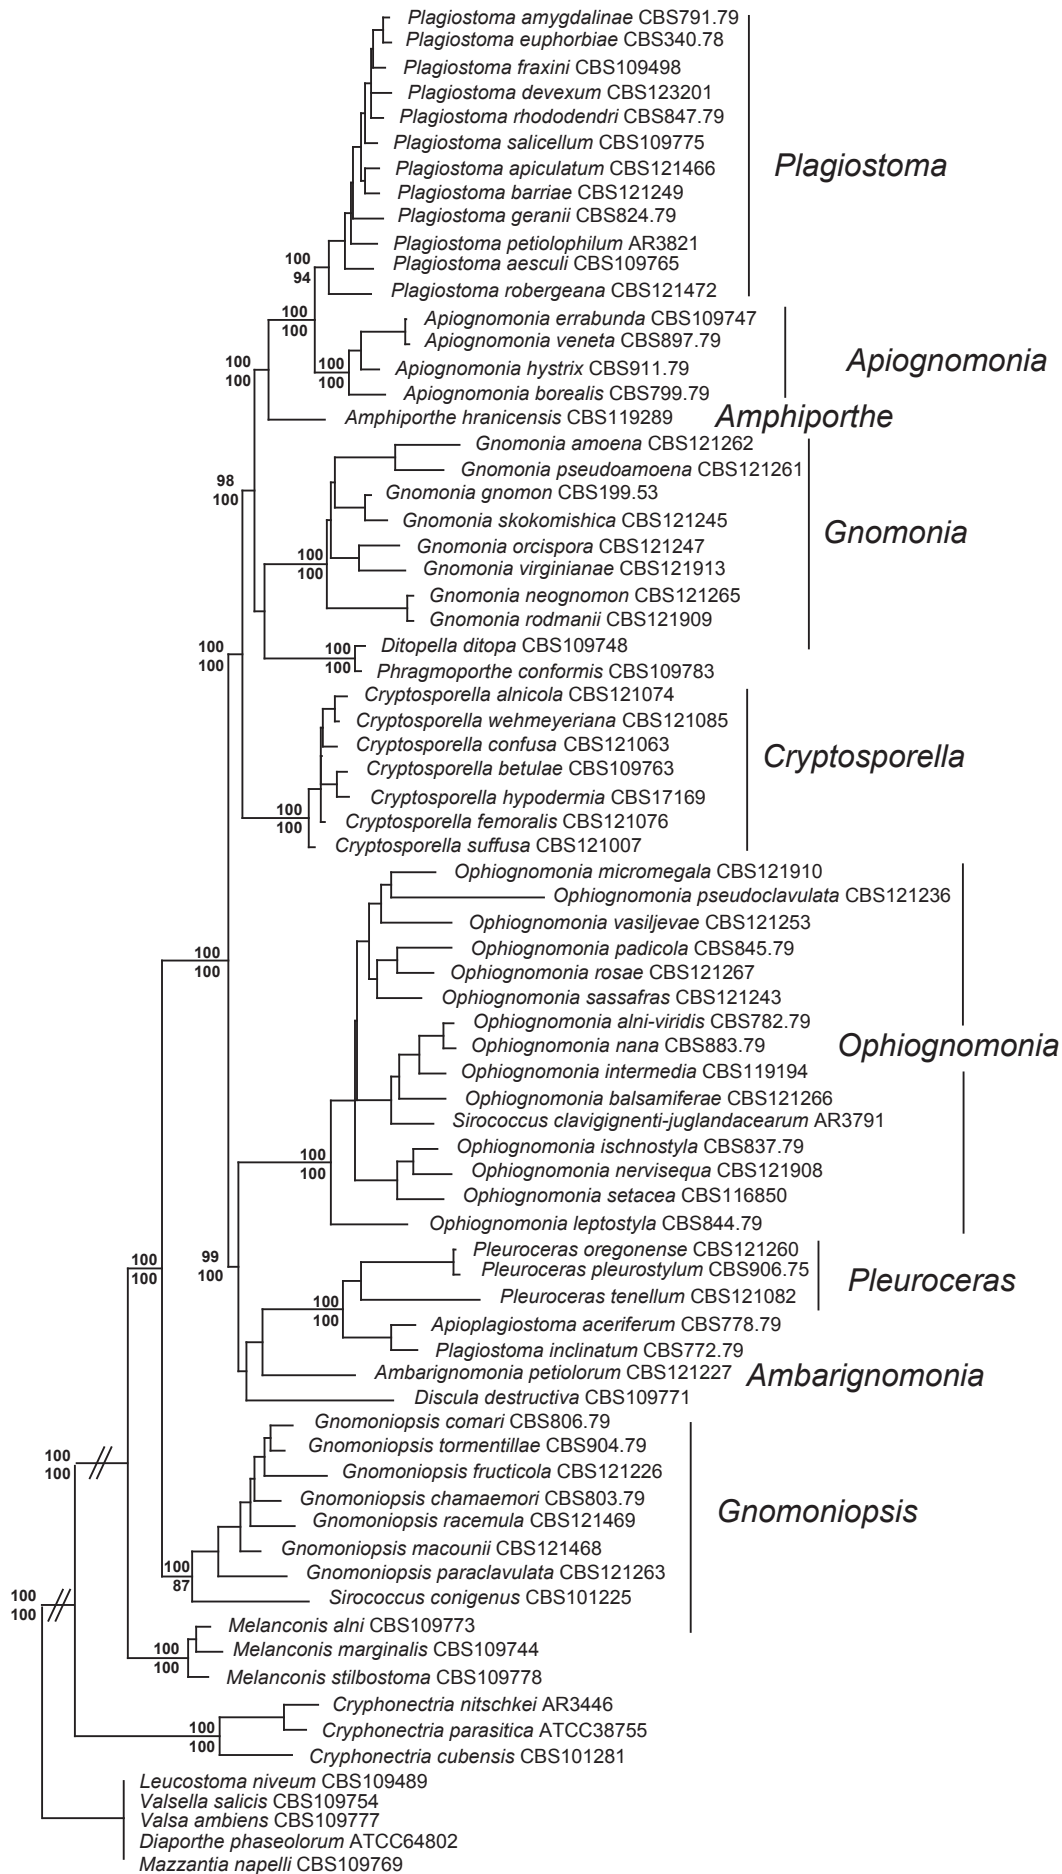 Plagiostoma amygdalinae CBS791.79
Plagiostoma euphorbiae CBS340.78
Plagiostoma fraxini CBS109498
Plagiostoma devexum CBS123201
Plagiostoma rhododendri CBS847.79
Plagiostoma salicellum CBS109775
Plagiostoma apiculatum CBS121466
Plagiostoma
Plagiostoma barriae CBS121249
Plagiostoma geranii CBS824.79
Plagiostoma petiolophilum AR3821
100
Plagiostoma aesculi CBS109765
94
Plagiostoma robergeana CBS121472
100
Apiognomonia errabunda CBS109747
100
Apiognomonia veneta CBS897.79
100
100
Apiognomonia
Apiognomonia hystrix CBS911.79
100
100
Apiognomonia borealis CBS799.79
Amphiporthe hranicensis CBS119289
Amphiporthe
Gnomonia amoena CBS121262
Gnomonia pseudoamoena CBS121261
98
Gnomonia gnomon CBS199.53
100
Gnomonia skokomishica CBS121245
Gnomonia
Gnomonia orcispora CBS121247
100
Gnomonia virginianae CBS121913
100
Gnomonia neognomon CBS121265
Gnomonia rodmanii CBS121909
100
100
Ditopella ditopa CBS109748
100
100
Phragmoporthe conformis CBS109783
Cryptosporella alnicola CBS121074
Cryptosporella wehmeyeriana CBS121085
Cryptosporella confusa CBS121063
Cryptosporella
Cryptosporella betulae CBS109763
Cryptosporella hypodermia CBS17169
100
Cryptosporella femoralis CBS121076
100
Cryptosporella suffusa CBS121007
Ophiognomonia micromegala CBS121910
Ophiognomonia pseudoclavulata CBS121236
Ophiognomonia vasiljevae CBS121253
Ophiognomonia padicola CBS845.79
100
Ophiognomonia rosae CBS121267
100
Ophiognomonia sassafras CBS121243
Ophiognomonia alni-viridis CBS782.79
Ophiognomonia nana CBS883.79
Ophiognomonia
Ophiognomonia intermedia CBS119194
Ophiognomonia balsamiferae CBS121266
Sirococcus clavigignenti-juglandacearum AR3791
Ophiognomonia ischnostyla CBS837.79
100
Ophiognomonia nervisequa CBS121908
100
Ophiognomonia setacea CBS116850
Ophiognomonia leptostyla CBS844.79
Pleuroceras oregonense CBS121260
100
99
Pleuroceras pleurostylum CBS906.75
100
100
Pleuroceras
Pleuroceras tenellum CBS121082
100
100
Apioplagiostoma aceriferum CBS778.79
Plagiostoma inclinatum CBS772.79
Ambarignomonia petiolorum CBS121227
Ambarignomonia
Discula destructiva CBS109771
Gnomoniopsis comari CBS806.79
Gnomoniopsis tormentillae CBS904.79
100
100
Gnomoniopsis fructicola CBS121226
Gnomoniopsis chamaemori CBS803.79
Gnomoniopsis
Gnomoniopsis racemula CBS121469
Gnomoniopsis macounii CBS121468
100
Gnomoniopsis paraclavulata CBS121263
87
100
Sirococcus conigenus CBS101225
100
Melanconis alni CBS109773
100
Melanconis marginalis CBS109744
100
Melanconis stilbostoma CBS109778
Cryphonectria nitschkei AR3446
100
Cryphonectria parasitica ATCC38755
100
Cryphonectria cubensis CBS101281
Leucostoma niveum CBS109489
Valsella salicis CBS109754
Valsa ambiens CBS109777
Diaporthe phaseolorum ATCC64802
Mazzantia napelli CBS109769